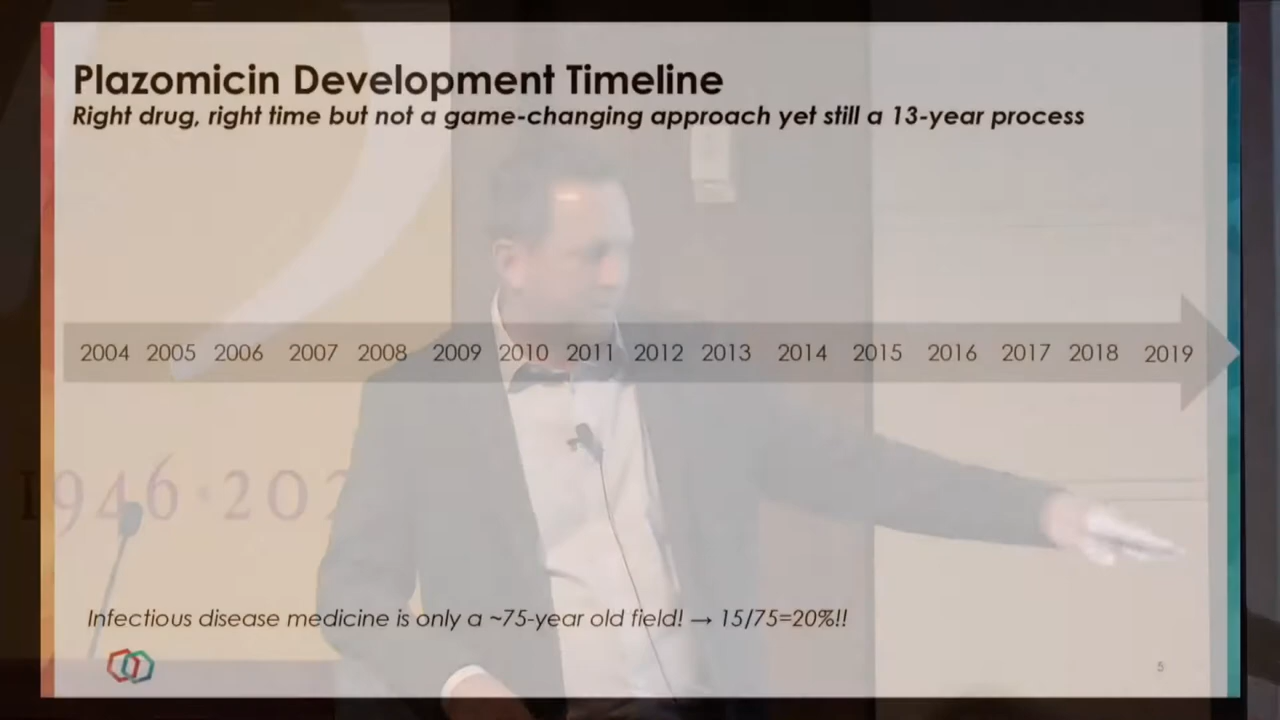 Plazomicin Development Timeline
Right drug, right time but not a game-changing approach yet still a 13-year process
2004 2005 2006 2007 2008 2009 2010 2011 2012 2013 2014 2015 2016 2017 2018 2019
1946·202
Infectious disease medicine is only a ~75-year old field! → 15/75=20%!!
5